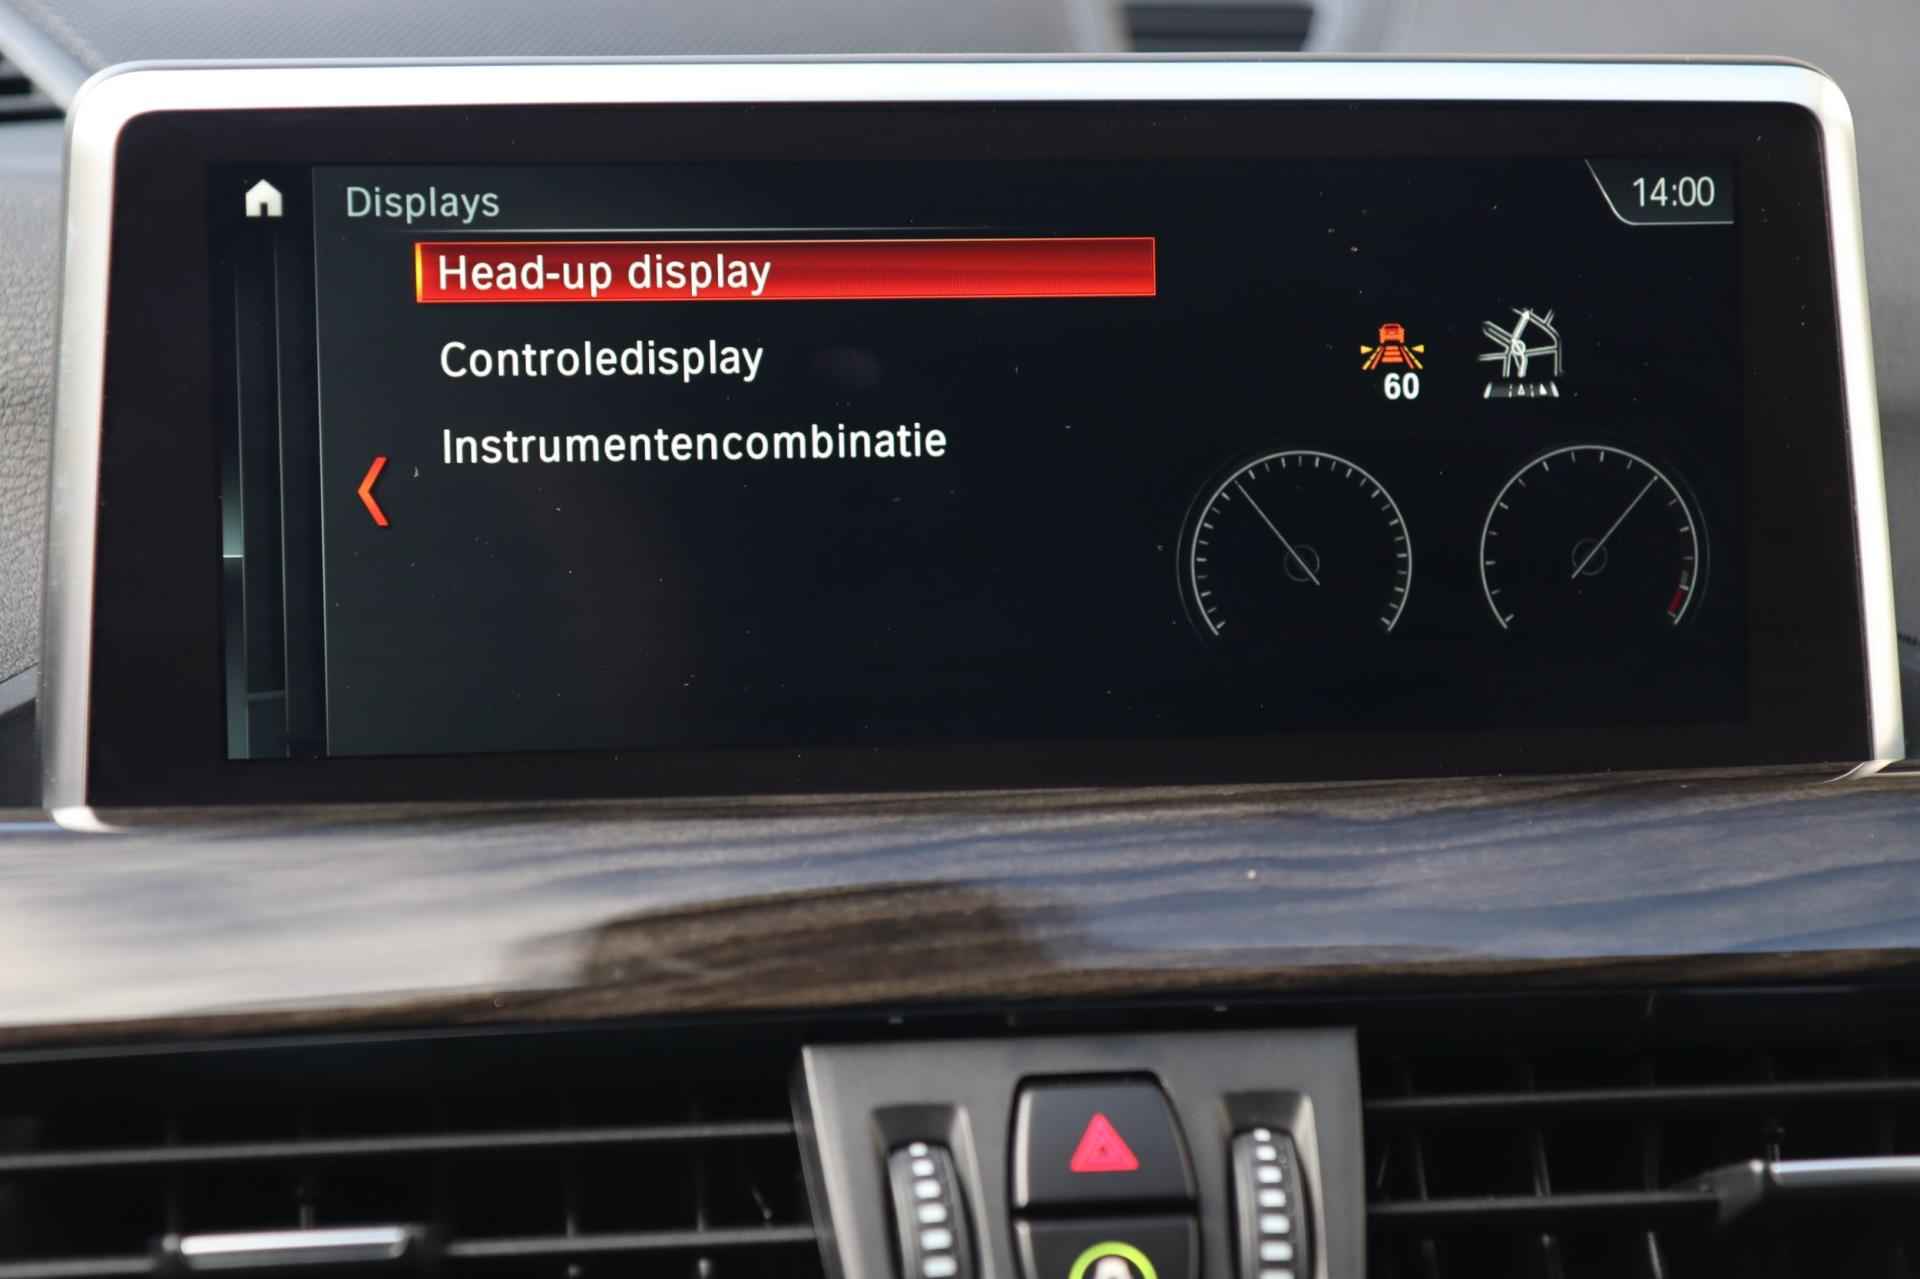 Displays
14:00
Head-up display
Controledisplay
60
Instrumentencombinatie